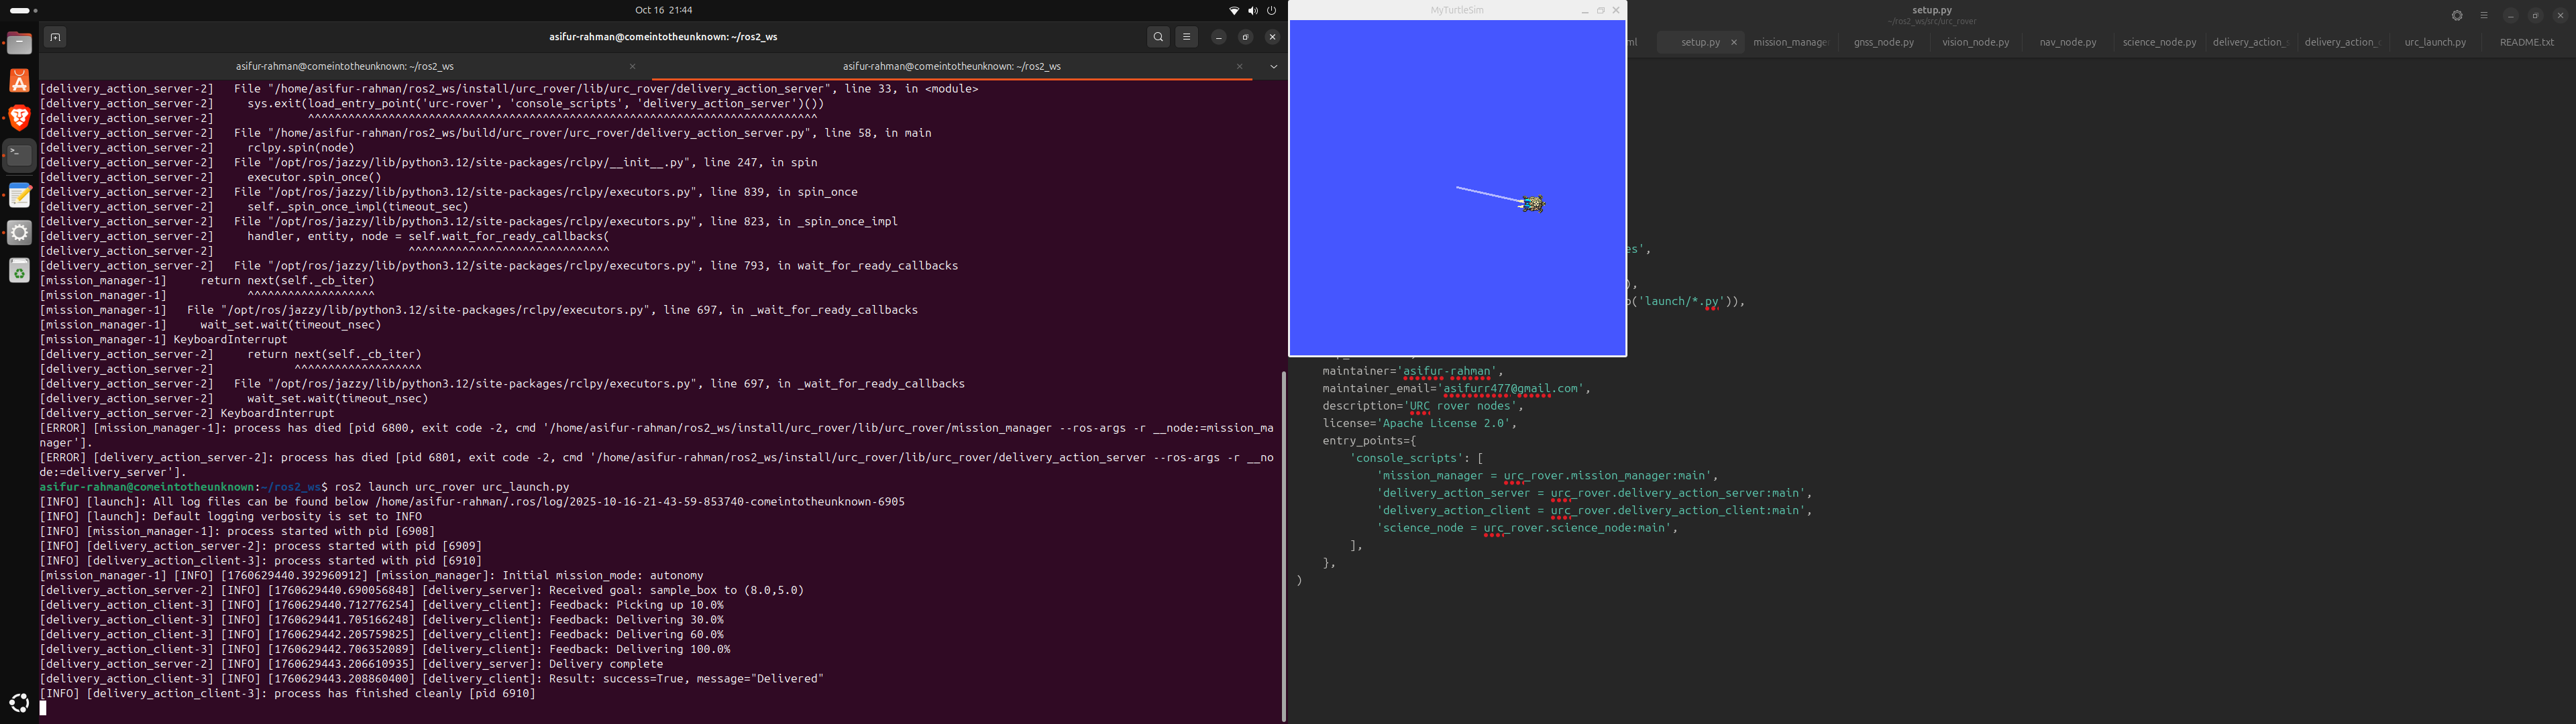 Oct 16 21:44
asifur-rahman@comeintotheunknown: ~/ros2_ws
asifur-rahman@comeintotheunknown: ~/ros2_ws
asifur-rahman@comeintotheunknown: ~/ros2_ws
[delivery_action_server-2]   File "/home/asifur-rahman/ros2_ws/install/urc_rover/lib/urc_rover/delivery_action_server", line 33, in <module>
[delivery_action_server-2]     sys.exit(load_entry_point('urc-rover', 'console_scripts', 'delivery_action_server')())
[delivery_action_server-2]              ^^^^^^^^^^^^^^^^^^^^^^^^^^^^^^^^^^^^^^^^^^^^^^^^^^^^^^^^^^^^^^^^^^^^^^^^^^^
[delivery_action_server-2]   File "/home/asifur-rahman/ros2_ws/build/urc_rover/urc_rover/delivery_action_server.py", line 58, in main
[delivery_action_server-2]     rclpy.spin(node)
[delivery_action_server-2]   File "/opt/ros/jazzy/lib/python3.12/site-packages/rclpy/__init__.py", line 247, in spin
[delivery_action_server-2]     executor.spin_once()
[delivery_action_server-2]   File "/opt/ros/jazzy/lib/python3.12/site-packages/rclpy/executors.py", line 839, in spin_once
[delivery_action_server-2]     self._spin_once_impl(timeout_sec)
[delivery_action_server-2]   File "/opt/ros/jazzy/lib/python3.12/site-packages/rclpy/executors.py", line 823, in _spin_once_impl
[delivery_action_server-2]     handler, entity, node = self.wait_for_ready_callbacks(
[delivery_action_server-2]                             ^^^^^^^^^^^^^^^^^^^^^^^^^^^^^^
[delivery_action_server-2]   File "/opt/ros/jazzy/lib/python3.12/site-packages/rclpy/executors.py", line 793, in wait_for_ready_callbacks
[mission_manager-1]     return next(self._cb_iter)
[mission_manager-1]            ^^^^^^^^^^^^^^^^^^^
[mission_manager-1]   File "/opt/ros/jazzy/lib/python3.12/site-packages/rclpy/executors.py", line 697, in _wait_for_ready_callbacks
[mission_manager-1]     wait_set.wait(timeout_nsec)
[mission_manager-1] KeyboardInterrupt
[delivery_action_server-2]     return next(self._cb_iter)
[delivery_action_server-2]            ^^^^^^^^^^^^^^^^^^^
[delivery_action_server-2]   File "/opt/ros/jazzy/lib/python3.12/site-packages/rclpy/executors.py", line 697, in _wait_for_ready_callbacks
[delivery_action_server-2]     wait_set.wait(timeout_nsec)
[delivery_action_server-2] KeyboardInterrupt
[ERROR] [mission_manager-1]: process has died [pid 6800, exit code -2, cmd '/home/asifur-rahman/ros2_ws/install/urc_rover/lib/urc_rover/mission_manager --ros-args -r __node:=mission_ma
nager'].
[ERROR] [delivery_action_server-2]: process has died [pid 6801, exit code -2, cmd '/home/asifur-rahman/ros2_ws/install/urc_rover/lib/urc_rover/delivery_action_server --ros-args -r __no
de:=delivery_server'].
asifur-rahman@comeintotheunknown:~/ros2_ws$ ros2 launch urc_rover urc_launch.py
[INFO] [launch]: All log files can be found below /home/asifur-rahman/.ros/log/2025-10-16-21-43-59-853740-comeintotheunknown-6905
[INFO] [launch]: Default logging verbosity is set to INFO
[INFO] [mission_manager-1]: process started with pid [6908]
[INFO] [delivery_action_server-2]: process started with pid [6909]
[INFO] [delivery_action_client-3]: process started with pid [6910]
[mission_manager-1] [INFO] [1760629440.392960912] [mission_manager]: Initial mission_mode: autonomy
[delivery_action_server-2] [INFO] [1760629440.690056848] [delivery_server]: Received goal: sample_box to (8.0,5.0)
[delivery_action_client-3] [INFO] [1760629440.712776254] [delivery_client]: Feedback: Picking up 10.0%
[delivery_action_client-3] [INFO] [1760629441.705166248] [delivery_client]: Feedback: Delivering 30.0%
[delivery_action_client-3] [INFO] [1760629442.205759825] [delivery_client]: Feedback: Delivering 60.0%
[delivery_action_client-3] [INFO] [1760629442.706352089] [delivery_client]: Feedback: Delivering 100.0%
[delivery_action_server-2] [INFO] [1760629443.206610935] [delivery_server]: Delivery complete
[delivery_action_client-3] [INFO] [1760629443.208860400] [delivery_client]: Result: success=True, message="Delivered"
[INFO] [delivery_action_client-3]: process has finished cleanly [pid 6910]
MyTurtleSim
setup.py
~/ros2_ws/src/urc_rover
ml
setup.py
mission_manage
gnss_node.py
vision_node.py
nav_node.py
science_node.py
delivery_action_
delivery_action_
urc_launch.py
README.txt
es',
),
('launch/*.py')),
maintainer='asifur-rahman',
maintainer_email='asifurr477@gmail.com',
description='URC rover nodes',
license='Apache License 2.0',
entry_points={
'console_scripts': [
'mission_manager = urc_rover.mission_manager:main',
'delivery_action_server = urc_rover.delivery_action_server:main',
'delivery_action_client = urc_rover.delivery_action_client:main',
'science_node = urc_rover.science_node:main',
],
},
)